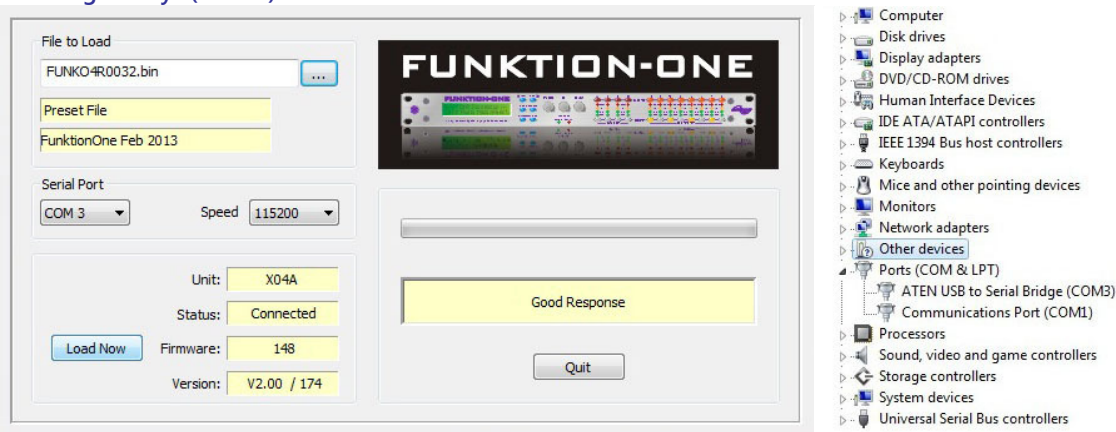 File to Load
FUNKO4R0032.bin
...
Preset File
FunktionOne Feb 2013
Serial Port
COM 3
Speed
115200
Unit:
X04A
Status:
Connected
Load Now
Firmware:
148
Version:
V2.00 / 174
FUNKTION-ONE
FUNKTION-ONE
Good Response
Quit
Computer
Disk drives
Display adapters
DVD/CD-ROM drives
Human Interface Devices
IDE ATA/ATAPI controllers
IEEE 1394 Bus host controllers
Keyboards
Mice and other pointing devices
Monitors
Network adapters
Other devices
Ports (COM & LPT)
ATEN USB to Serial Bridge (COM3)
Communications Port (COM1)
Processors
Sound, video and game controllers
Storage controllers
System devices
Universal Serial Bus controllers